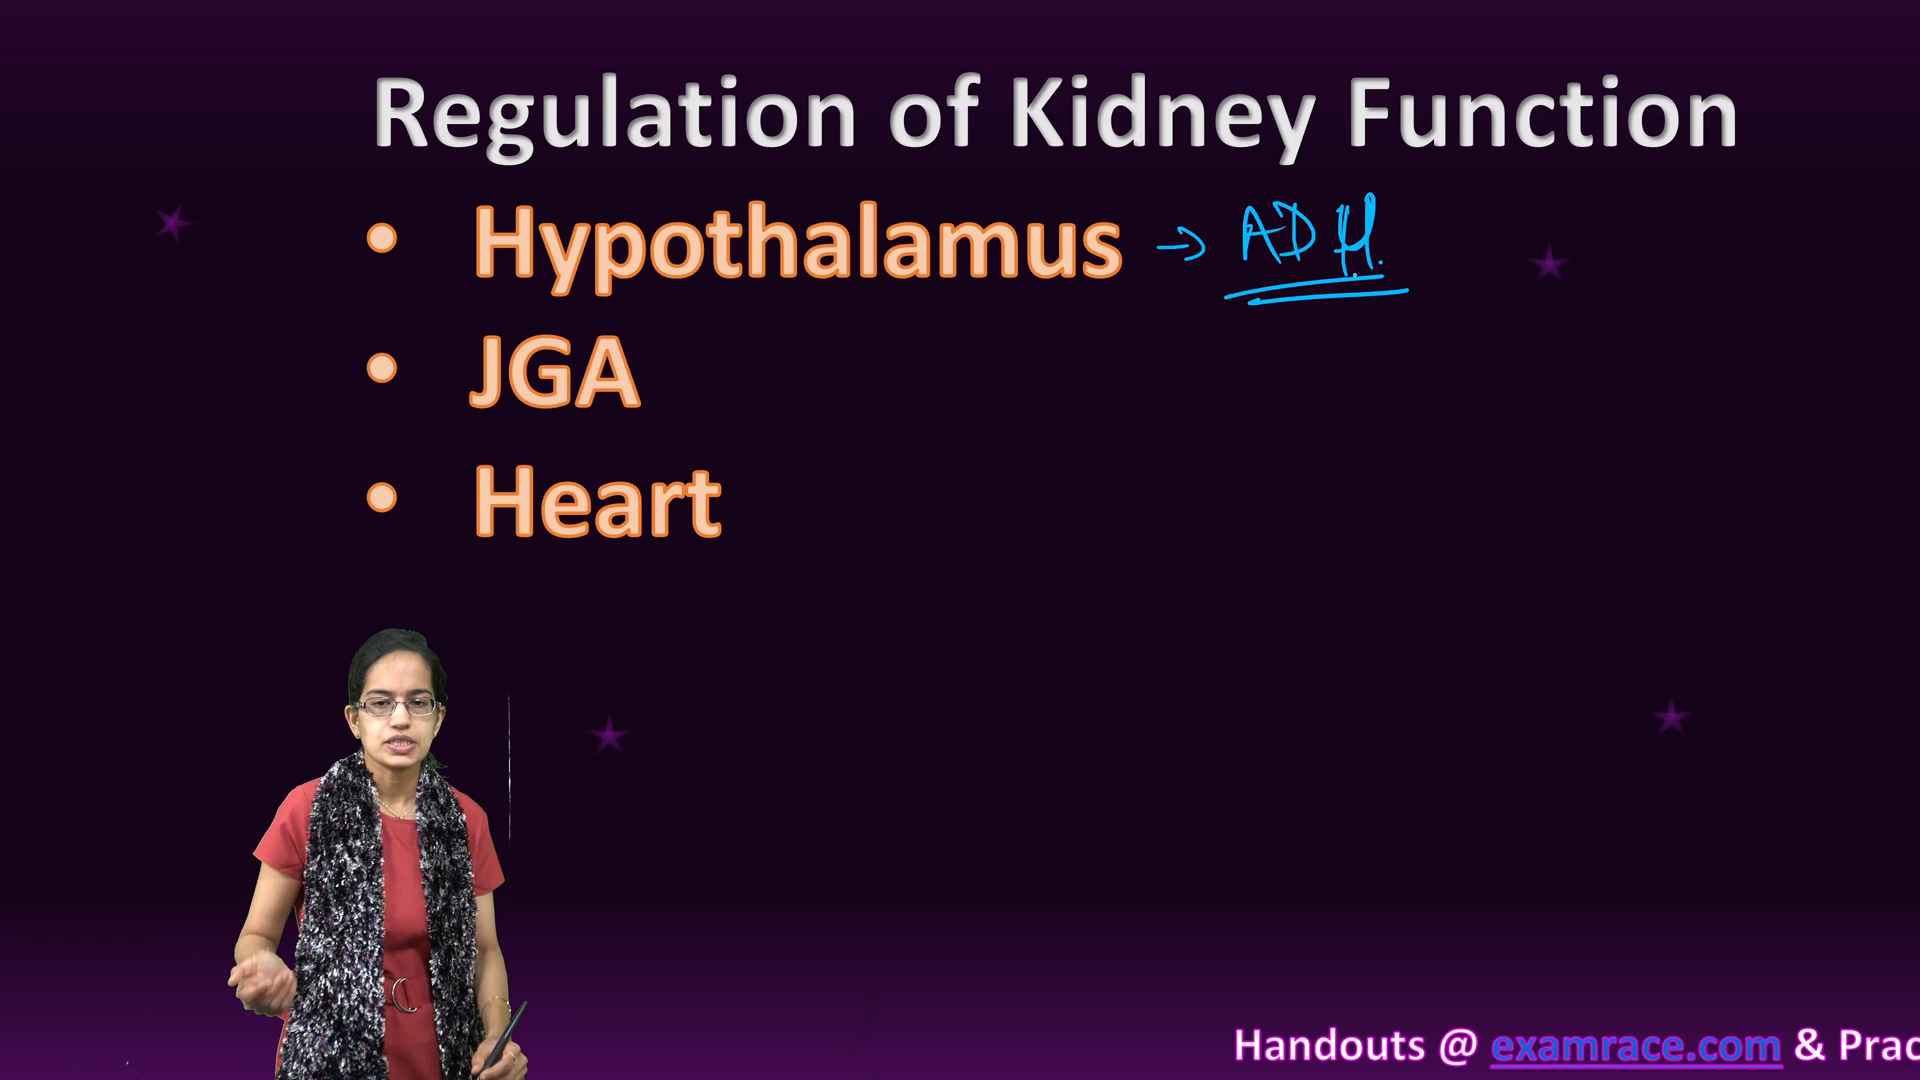 Regulation of Kidney Function
• Hypothalamus → ADH.
• JGA
• Heart
Handouts @ examrace.com & Prac